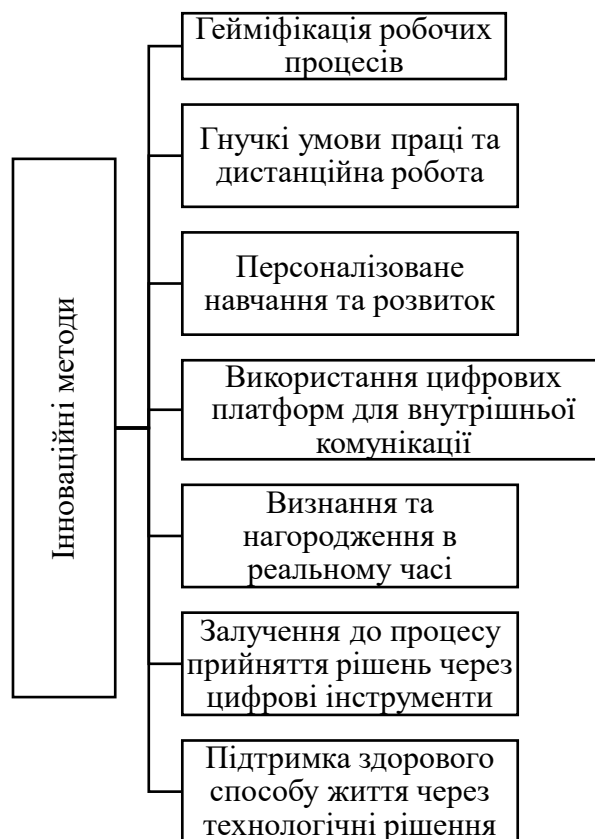 Інноваційні методи
Гейміфікація робочих
процесів
Гнучкі умови праці та
дистанційна робота
Персоналізоване
навчання та розвиток
Використання цифрових
платформ для внутрішньої
комунікації
Визнання та
нагородження в
реальному часі
Залучення до процесу
прийняття рішень через
цифрові інструменти
Підтримка здорового
способу життя через
технологічні рішення